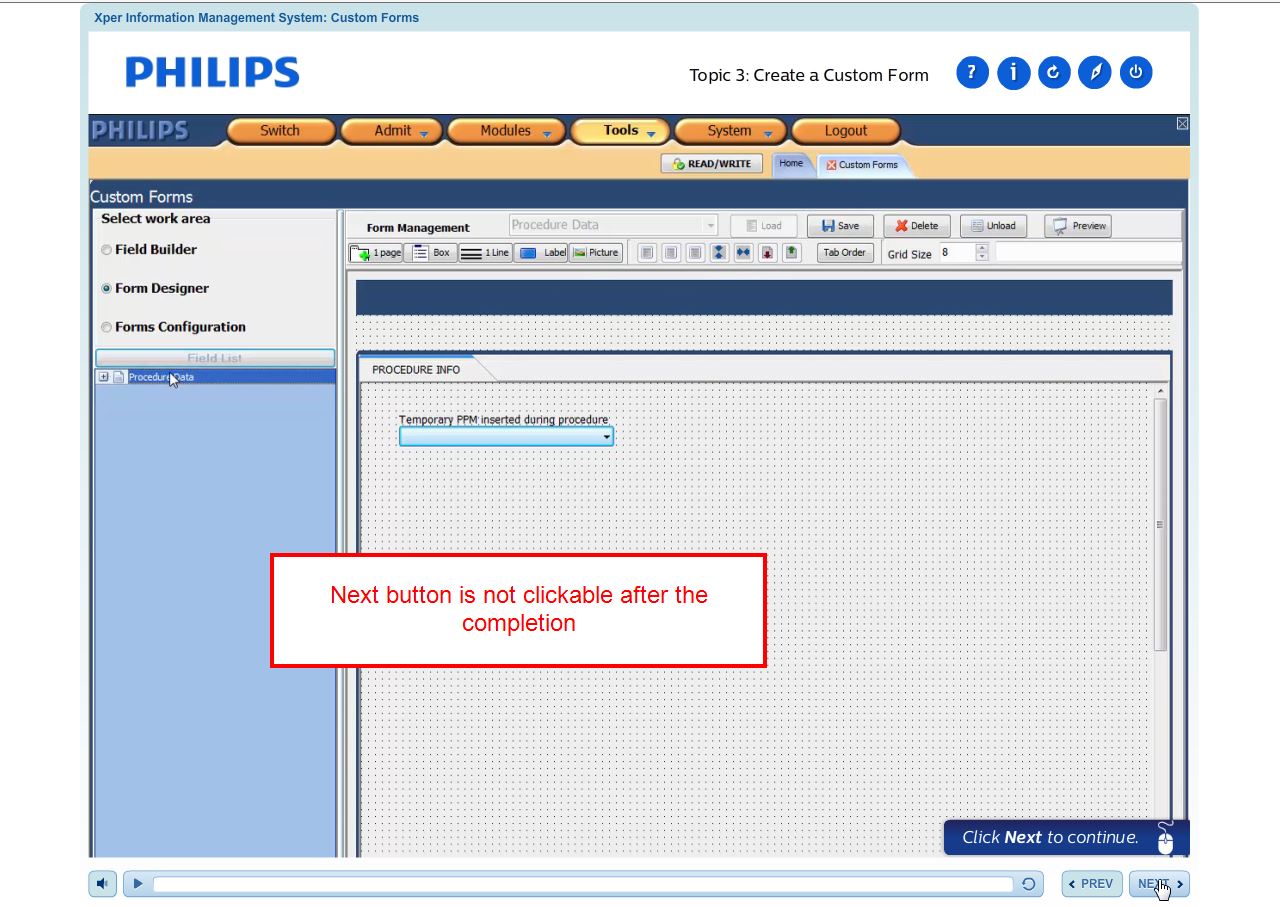 Xper Information Management System: Custom Forms
PHILIPS
Topic 3: Create a Custom Form
?
i
PHILIPS
Switch
Admit
Modules
Tools
System
Logout
READ/WRITE
Home
Custom Forms
Custom Forms
Select work area
Field Builder
Form Designer
Forms Configuration
Field List
Procedure Data
Form Management
Procedure Data
Load
Save
Delete
Unload
Preview
1 page
Box
1 Line
Label
Picture
Tab Order
Grid Size
8
PROCEDURE INFO
Temporary PPM inserted during procedure
Next button is not clickable after the
completion
Click Next to continue.
PREV
NEXT